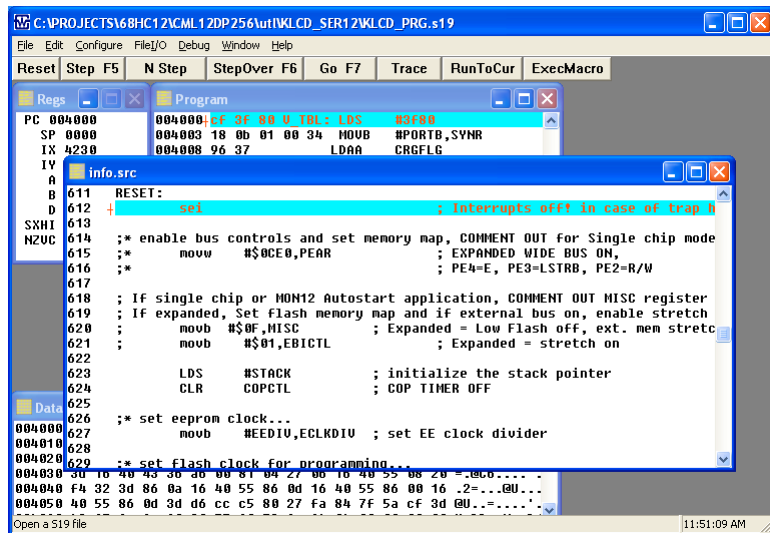 C:\PROJECTS\68HC12\CML12DP256\utl\KLCD_SER12\KLCD_PRG.s19
File Edit Configure FileI/O Debug Window Help
Reset Step F5 N Step StepOver F6 Go F7 Trace RunToCur ExecMacro
Regs
PC 004000
SP 0000
IX 4230
IY
A
B
D
SXHI
NZVC
Program
004000 cf 3f 80 V_TBL: LDS #3f80
004003 18 0b 01 00 34 MOVB #PORTB,SYNR
004008 96 37 LDAA CRGFLG
info.src
611 RESET:
612 sei ; Interrupts off! in case of trap h
613
614 ;* enable bus controls and set memory map, COMMENT OUT for Single chip mode
615 ;* movw #$0CE0,PEAR ; EXPANDED WIDE BUS ON,
616 ;* ; PE4=E, PE3=LSTRB, PE2=R/W
617
618 ; If single chip or MON12 Autostart application, COMMENT OUT MISC register
619 ; If expanded, Set flash memory map and if external bus on, enable stretch
620 ; movb #$0F,MISC ; Expanded = Low Flash off, ext. mem stretc
621 ; movb #$01,EBICTL ; Expanded = stretch on
622
623 LDS #STACK ; initialize the stack pointer
624 CLR COPCTL ; COP TIMER OFF
625
626 ;* set eeprom clock...
627 movb #EEDIV,ECLKDIV ; set EE clock divider
628
629 ;* set flash clock for programming...
Data
004000
004010
004020
004030
004040 f4 32 3d 86 0a 16 40 55 86 0d 16 40 55 86 00 16 .2=...@U...
004050 40 55 86 0d 3d d6 cc c5 80 27 fa 84 7f 5a cf 3d @U..=....'.
Open a S19 file
11:51:09 AM